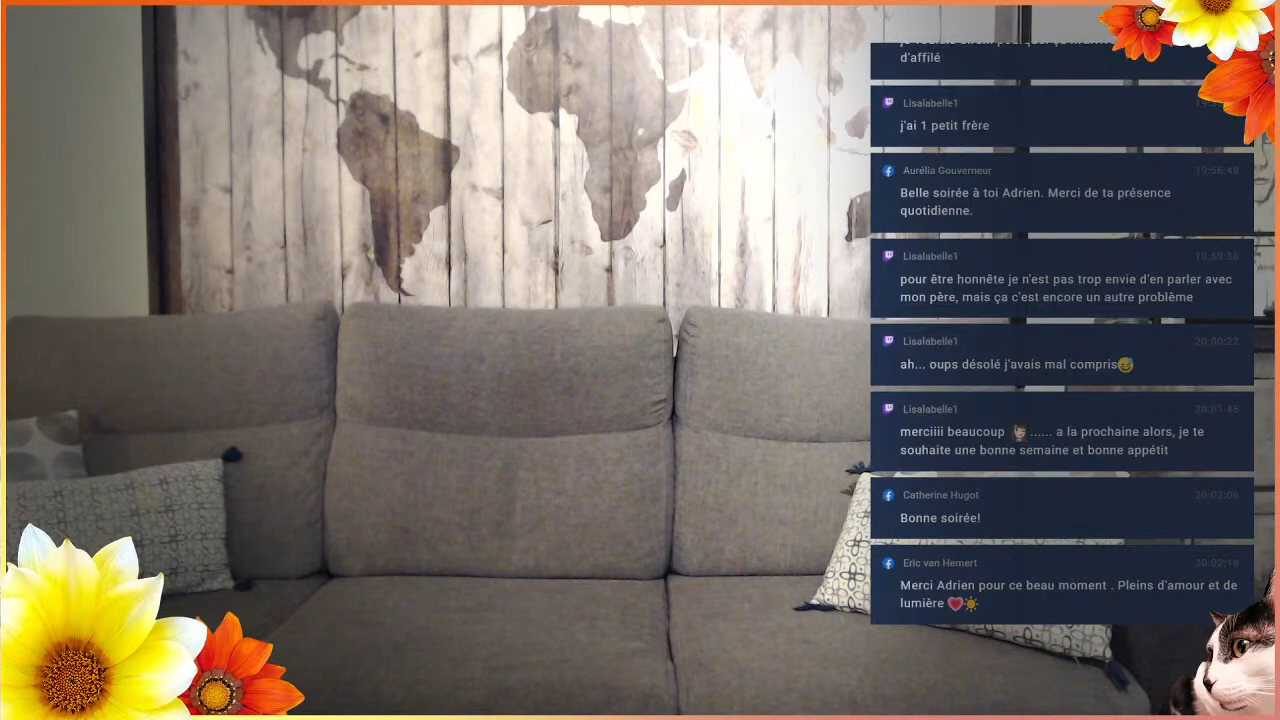 d'affilé
Lisalabelle1
j'ai 1 petit frère
Aurélia Gouverneur 19:55:48
Belle soirée à toi Adrien. Merci de ta présence
quotidienne.
Lisalabelle1 19:59:38
pour être honnête je n'est pas trop envie d'en parler avec
mon père, mais ça c'est encore un autre problème
Lisalabelle1 20:00:22
ah... oups désolé j'avais mal compris😅
Lisalabelle1 20:01:46
merciiii beaucoup ...... a la prochaine alors, je te
souhaite une bonne semaine et bonne appétit
Catherine Hugot 20:02:06
Bonne soirée!
Eric van Hemert 20:02:18
Merci Adrien pour ce beau moment . Pleins d'amour et de
lumière 💗☀️